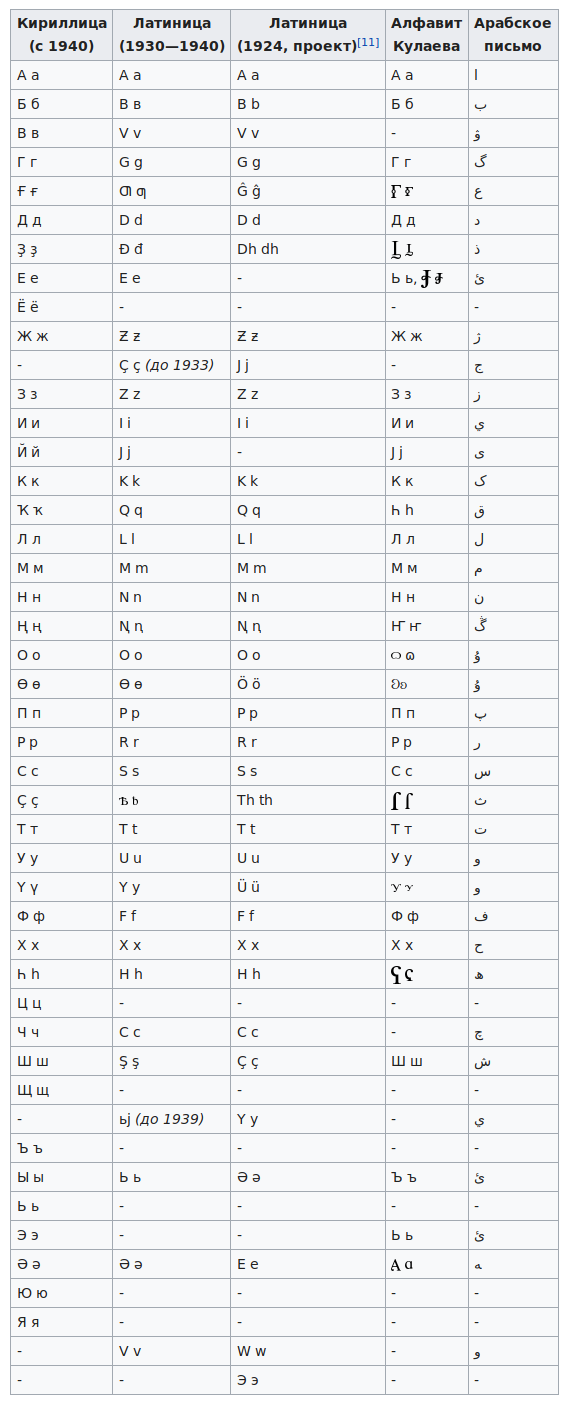 Кириллица (с 1940) Латиница (1930—1940) Латиница (1924, проект)[11] Алфавит Кулаева Арабское письмо
А а A a A a А а ا
Б б B в B b Б б ب
В в V v V v - ۋ
Г г G g G g Г г گ
Ғ ғ Ƣ ƣ Ĝ ĝ ع
Д д D d D d Д д د
Ҙ ҙ Đ đ Dh dh ذ
Е е E e - Ь ь, ئ
Ё ё - - - -
Ж ж Ƶ ƶ Ƶ ƶ Ж ж ژ
- Ç ç (до 1933) J j - ج
З з Z z Z z З з ز
И и I i I i И и ي
Й й J j - J j ی
К к K k K k К к ک
Ҡ ҡ Q q Q q Һ h ق
Л л L l L l Л л ل
М м M m M m М м م
Н н N n N n Н н ن
Ң ң Ꞑ ꞑ Ꞑ ꞑ Ҥ ҥ ڭ
О о O o O o ۇ
Ө ө Ɵ ɵ Ö ö ۇ
П п P p P p П п پ
Р р R r R r Р р ر
С с S s S s С с س
Ҫ ҫ Th th ث
Т т T t T t Т т ت
У у U u U u У у و
Ү ү Y y Ü ü و
Ф ф F f F f Ф ф ف
Х х X x X x Х х ح
Һ һ H h H h ھ
Ц ц - - - -
Ч ч C c C c - چ
Ш ш Ş ş Ç ç Ш ш ش
Щ щ - - - -
- ьj (до 1939) Y y - ي
Ъ ъ - - - -
Ы ы Ь ь Ə ə Ъ ъ ئ
Ь ь - - - -
Э э - - Ь ь ئ
Ә ә Ə ə E e ﻪ
Ю ю - - - -
Я я - - - -
- V v W w - و
- - Э э - -